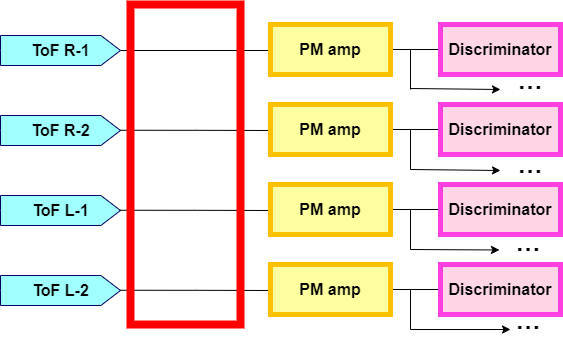 ToF R-1 PM amp Discriminator
...
ToF R-2 PM amp Discriminator
...
ToF L-1 PM amp Discriminator
...
ToF L-2 PM amp Discriminator
...